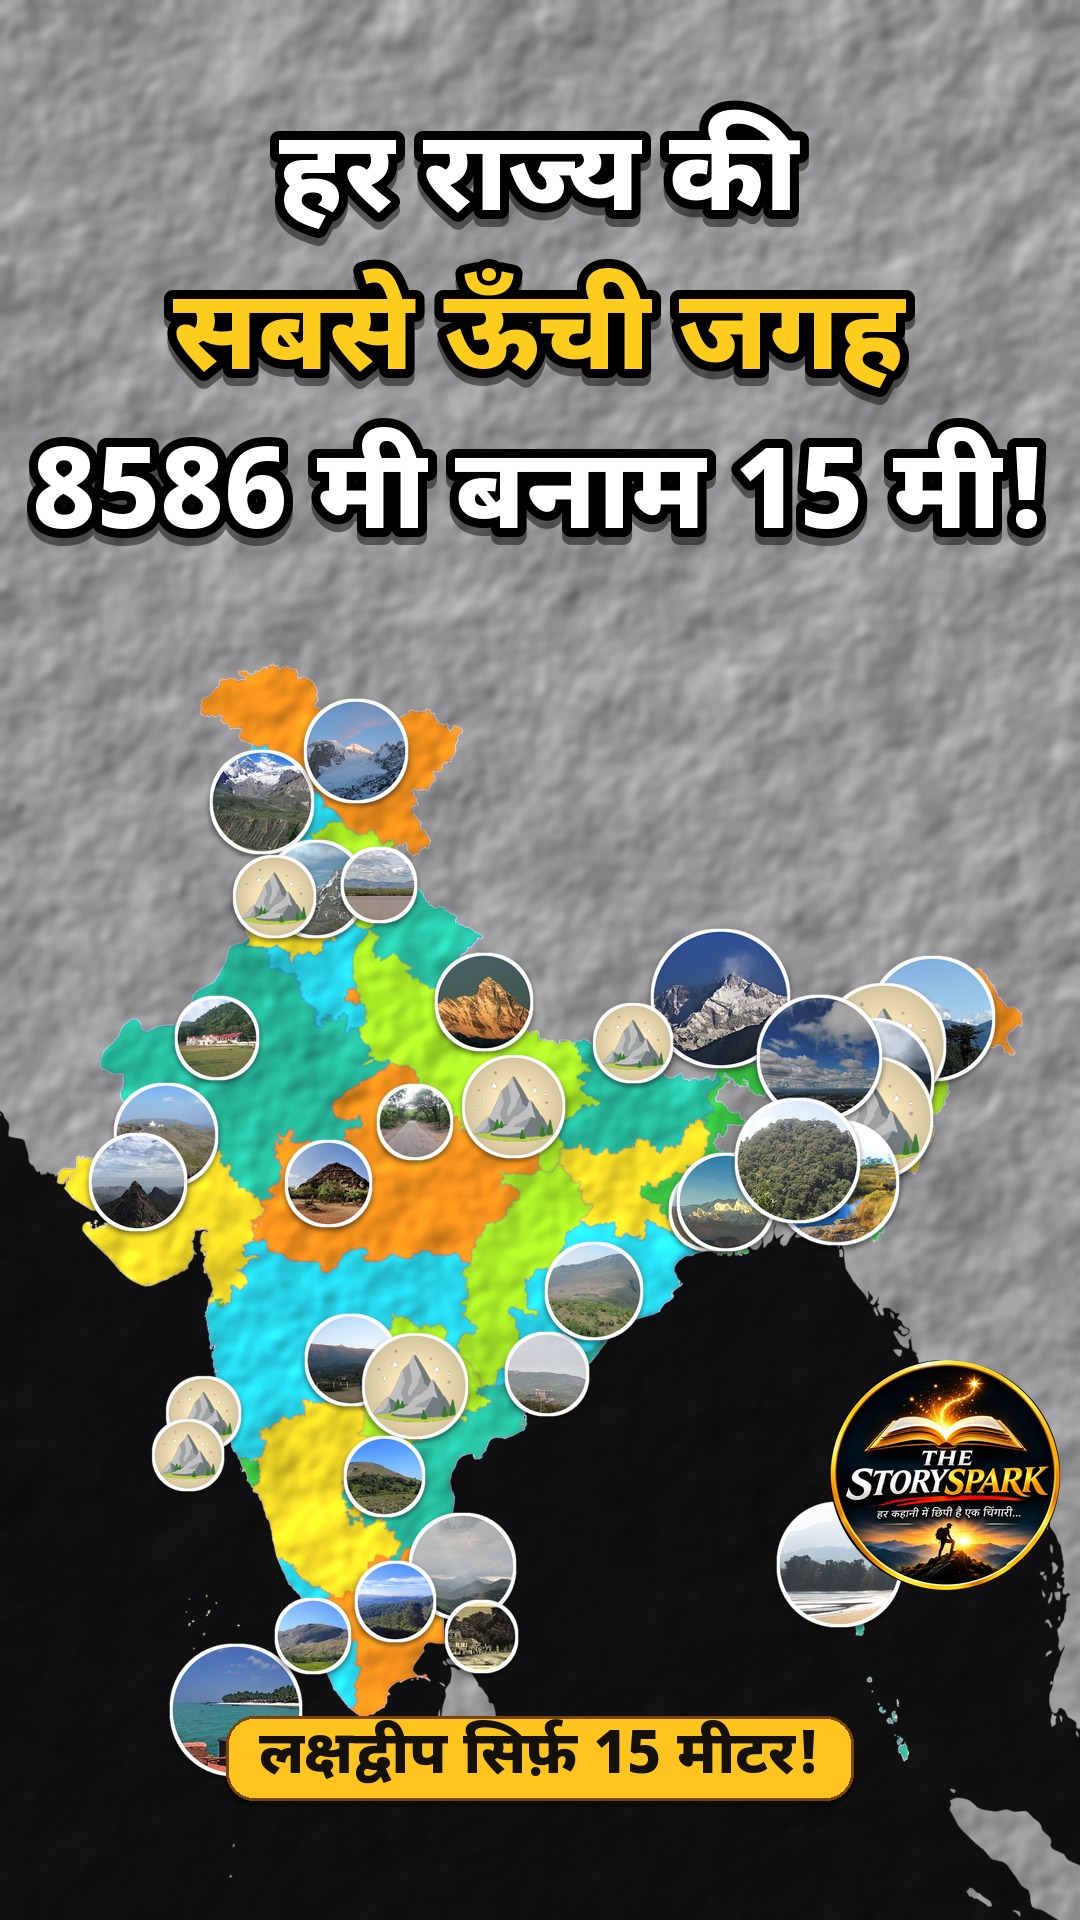 हर राज्य की
सबसे ऊँची जगह
8586 मी बनाम 15 मी!
THE
STORYSPARK
हर कहानी में छिपी है एक चिंगारी...
लक्षद्वीप सिर्फ़ 15 मीटर!